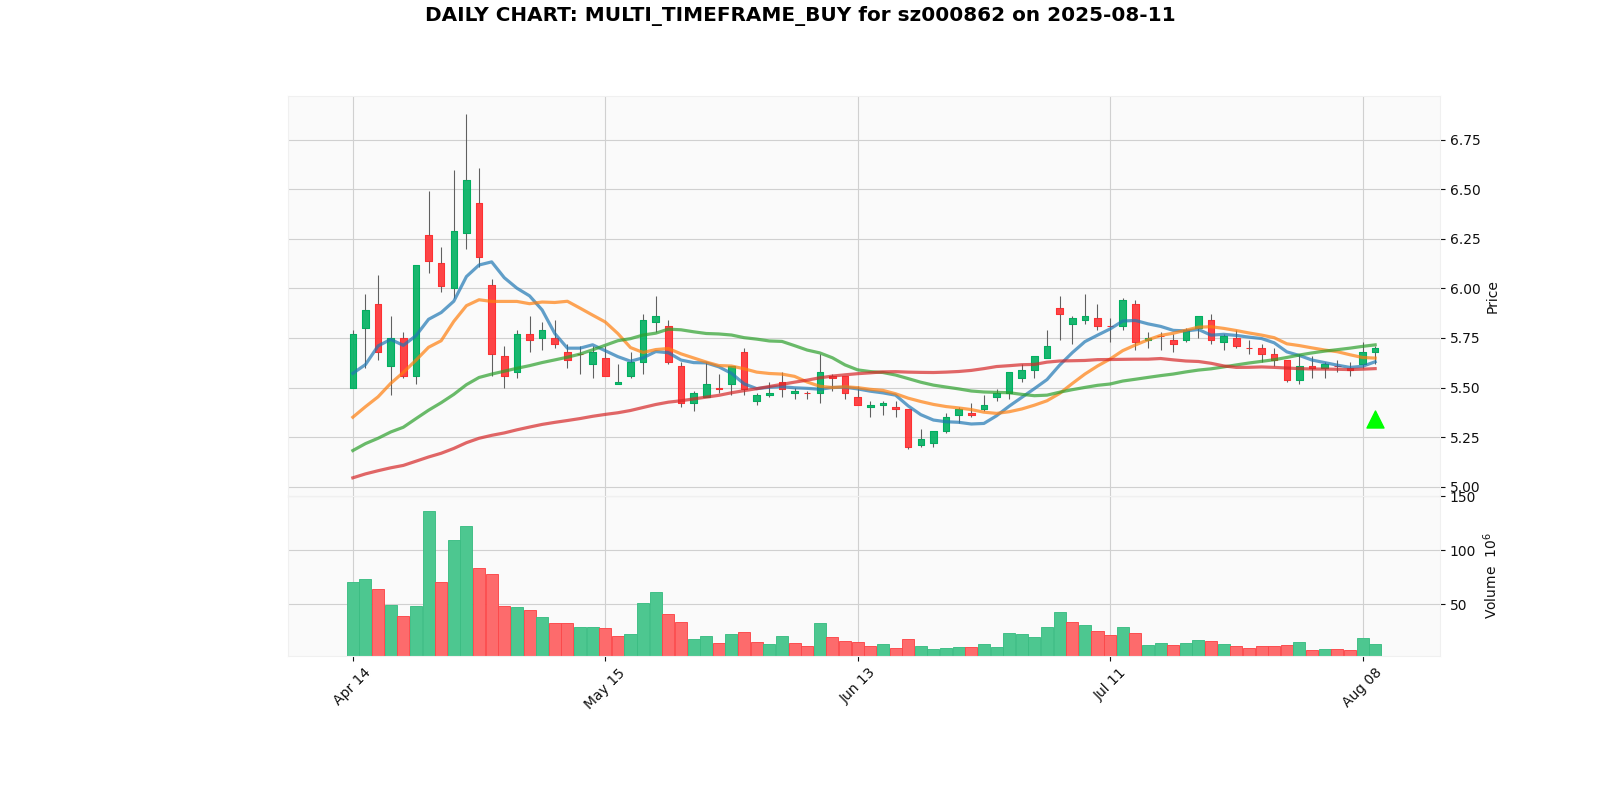 DAILY CHART: MULTI_TIMEFRAME_BUY for sz000862 on 2025-08-11
6.75
6.50
6.25
6.00
5.75
5.50
5.25
5.00
Price
150
100
50
Volume 10^6
Apr 14
May 15
Jun 13
Jul 11
Aug 08